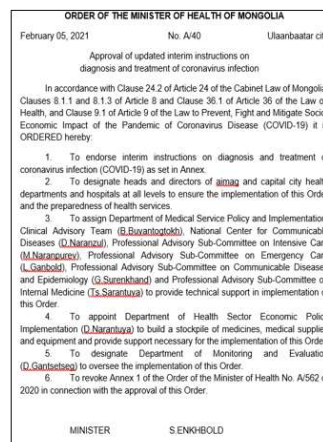 ORDER OF THE MINISTER OF HEALTH OF MONGOLIA
February 05, 2021 No. A/40 Ulaanbaatar cit
Approval of updated interim instructions on
diagnosis and treatment of coronavirus infection
In accordance with Clause 24.2 of Article 24 of the Cabinet Law of Mongolia
Clauses 8.1.1 and 8.1.3 of Article 8 and Clause 36.1 of Article 36 of the Law o
Health, and Clause 9.1 of Article 9 of the Law to Prevent, Fight and Mitigate Socio
Economic Impact of the Pandemic of Coronavirus Disease (COVID-19) it i
ORDERED hereby:
1. To endorse interim instructions on diagnosis and treatment o
coronavirus infection (COVID-19) as set in Annex.
2. To designate heads and directors of aimag and capital city healt
departments and hospitals at all levels to ensure the implementation of this Orde
and the preparedness of health services.
3. To assign Department of Medical Service Policy and Implementation
Clinical Advisory Team (B.Buyantogtokh), National Center for Communicabl
Diseases (D.Naranzul), Professional Advisory Sub-Committee on Intensive Car
(M.Naranpurev), Professional Advisory Sub-Committee on Emergency Car
(L.Ganbold), Professional Advisory Sub-Committee on Communicable Disease
and Epidemiology (G.Surenkhand) and Professional Advisory Sub-Committee o
Internal Medicine (Ts.Sarantuya) to provide technical support in implementation o
this Order.
4. To appoint Department of Health Sector Economic Polic
Implementation (D.Narantuya) to build a stockpile of medicines, medical supplie
and equipment and provide support necessary for the implementation of this Orde
5. To designate Department of Monitoring and Evaluatio
(D.Gantsetseg) to oversee the implementation of this Order.
6. To revoke Annex 1 of the Order of the Minister of Health No. A/562 o
2020 in connection with the approval of this Order.
MINISTER S.ENKHBOLD